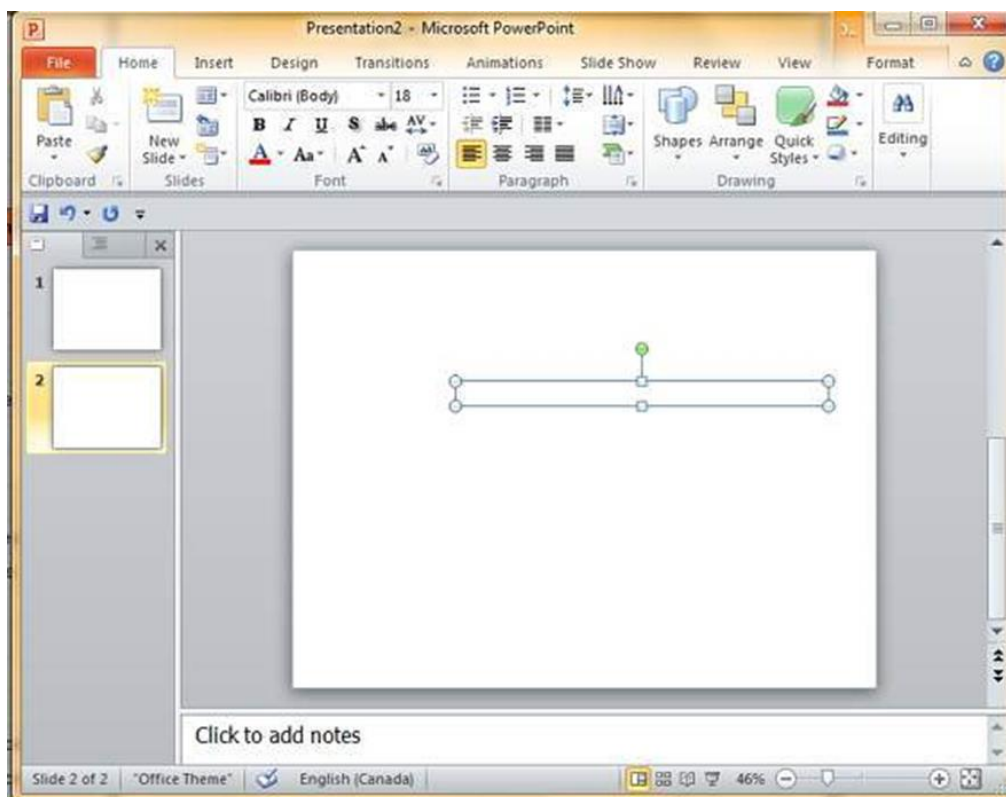 P Presentation2 - Microsoft PowerPoint
File Home Insert Design Transitions Animations Slide Show Review View Format
Calibri (Body) 18
Paste New Slide B I U S abc AV Shapes Arrange Quick Styles Editing
A Aa A A
Clipboard Slides Font Paragraph Drawing
1
2
Click to add notes
Slide 2 of 2 "Office Theme" English (Canada) 46%